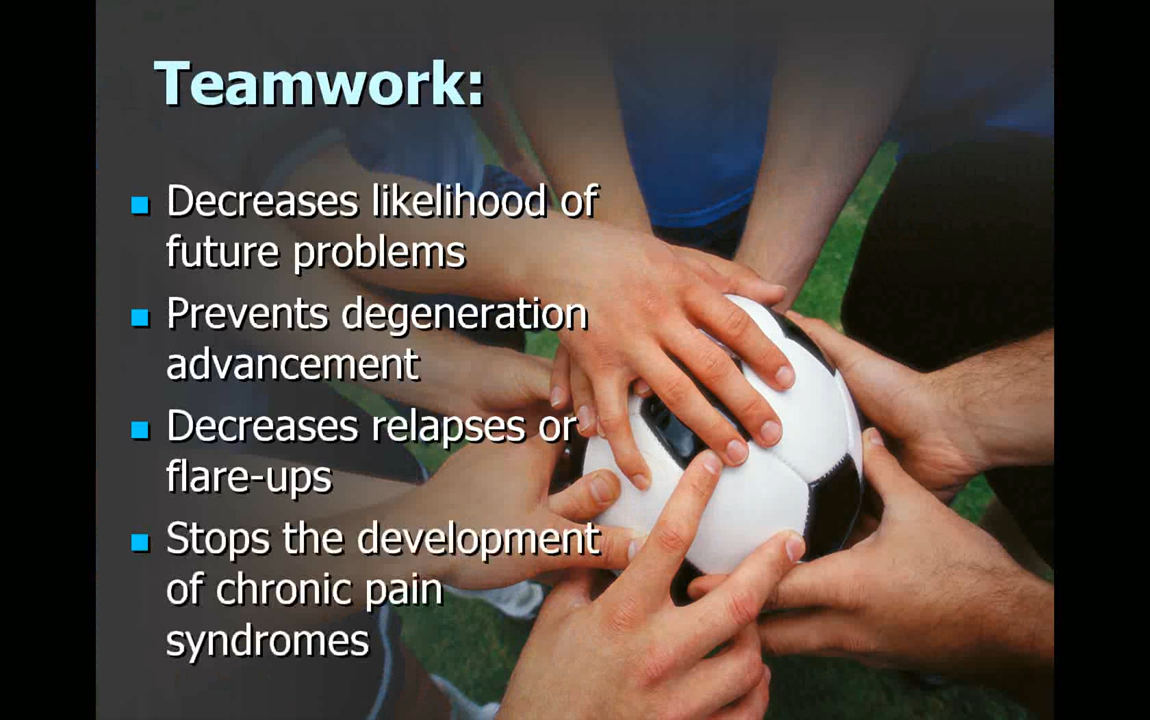 Teamwork:
Decreases likelihood of
future problems
Prevents degeneration
advancement
Decreases relapses or
flare-ups
Stops the development
of chronic pain
syndromes